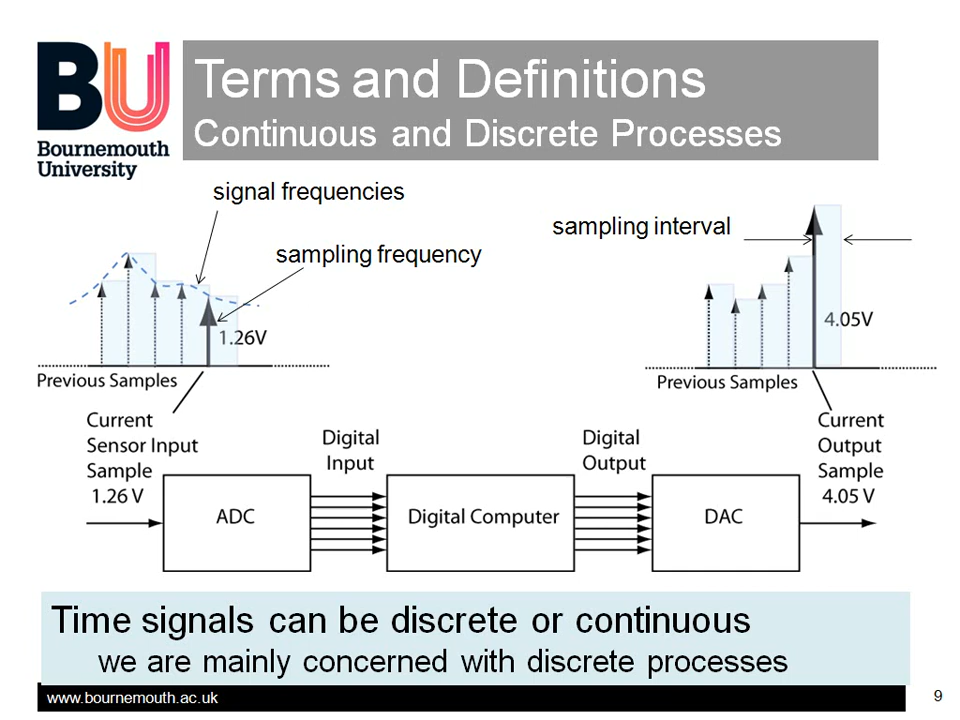 BU
Bournemouth
University
Terms and Definitions
Continuous and Discrete Processes
signal frequencies
sampling frequency
1.26V
Previous Samples
sampling interval
4.05V
Previous Samples
Current
Sensor Input
Sample
1.26 V
Digital
Input
Digital
Output
Current
Output
Sample
4.05 V
ADC
Digital Computer
DAC
Time signals can be discrete or continuous
we are mainly concerned with discrete processes
www.bournemouth.ac.uk
9